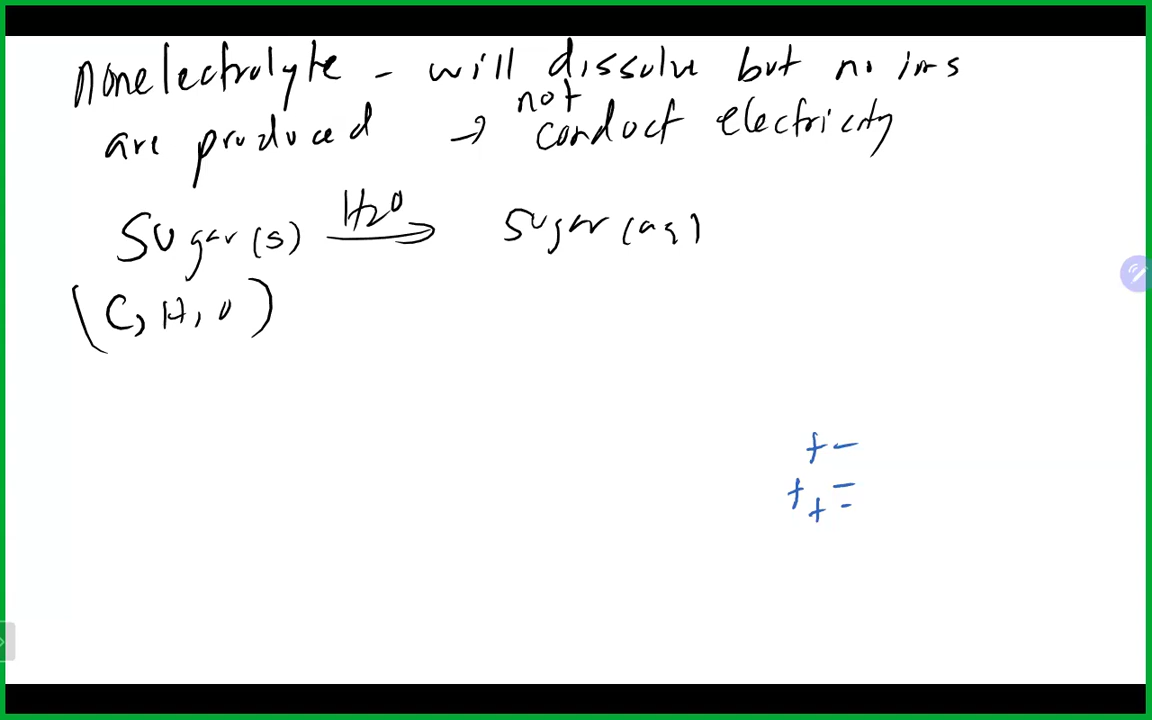 nonelectrolyte - will dissolve but no ions
not
are produced → conduct electricity
Sugar (s) H2O → sugar (aq)
(C, H, O)
+ -
+ -
+ -